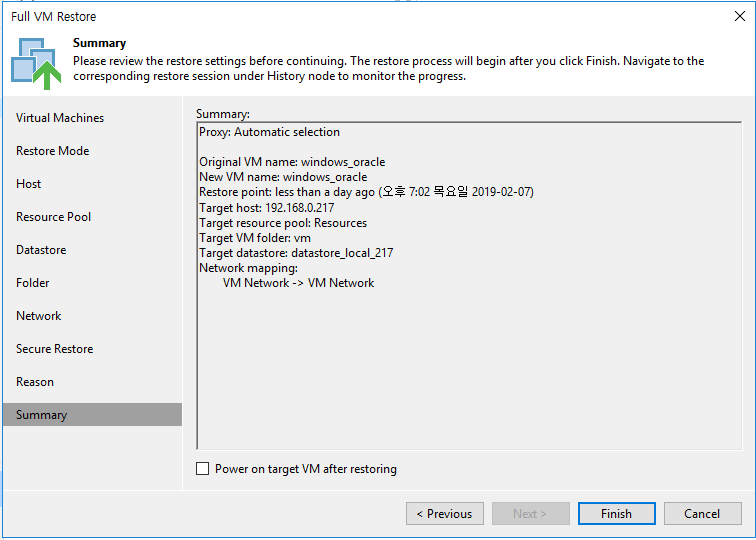 Full VM Restore
Summary
Please review the restore settings before continuing. The restore process will begin after you click Finish. Navigate to the
corresponding restore session under History node to monitor the progress.
Virtual Machines
Restore Mode
Host
Resource Pool
Datastore
Folder
Network
Secure Restore
Reason
Summary
Summary:
Proxy: Automatic selection
Original VM name: windows_oracle
New VM name: windows_oracle
Restore point: less than a day ago (오후 7:02 목요일 2019-02-07)
Target host: 192.168.0.217
Target resource pool: Resources
Target VM folder: vm
Target datastore: datastore_local_217
Network mapping:
VM Network -> VM Network
Power on target VM after restoring
< Previous
Next >
Finish
Cancel